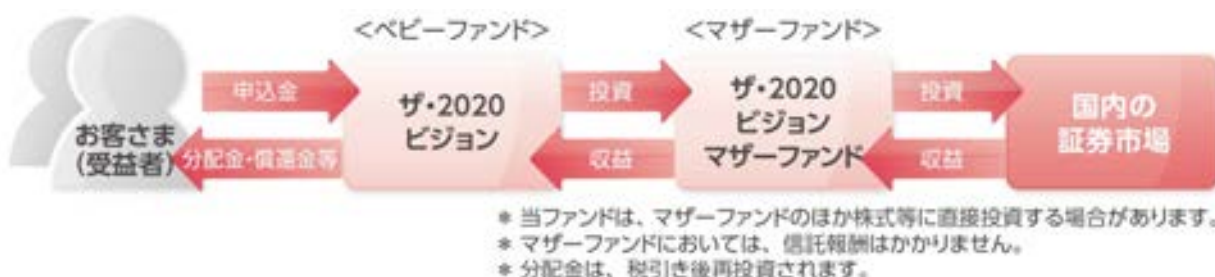 <ベビーファンド>
<マザーファンド>
お客さま
(受益者)
申込金
分配金・償還金等
ザ・2020
ビジョン
投資
収益
ザ・2020
ビジョン
マザーファンド
投資
収益
国内の
証券市場
* 当ファンドは、マザーファンドのほか株式等に直接投資する場合があります。
* マザーファンドにおいては、信託報酬はかかりません。
* 分配金は、税引き後再投資されます。